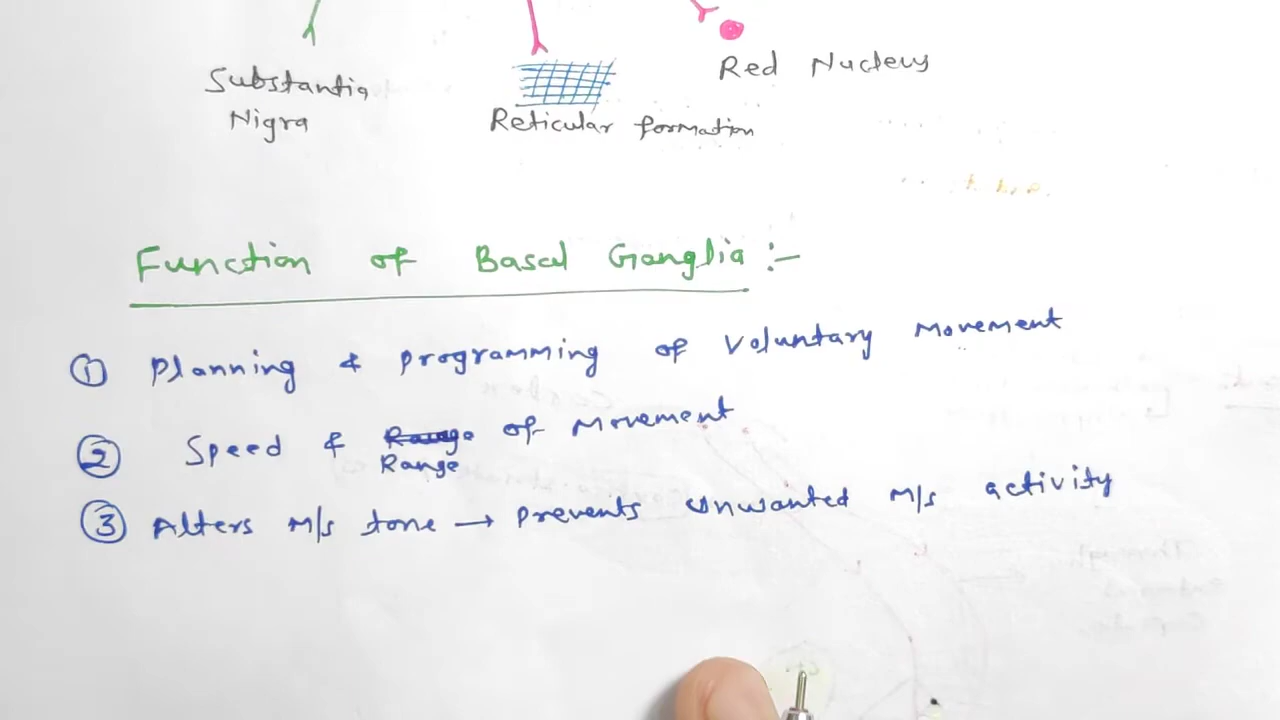 Substantia
Nigra
Reticular formation
Red Nucleus
Function of Basal Ganglia :-
① Planning & programming of voluntary movement
② Speed & Range of movement
③ Alters m/s tone → prevents unwanted m/s activity